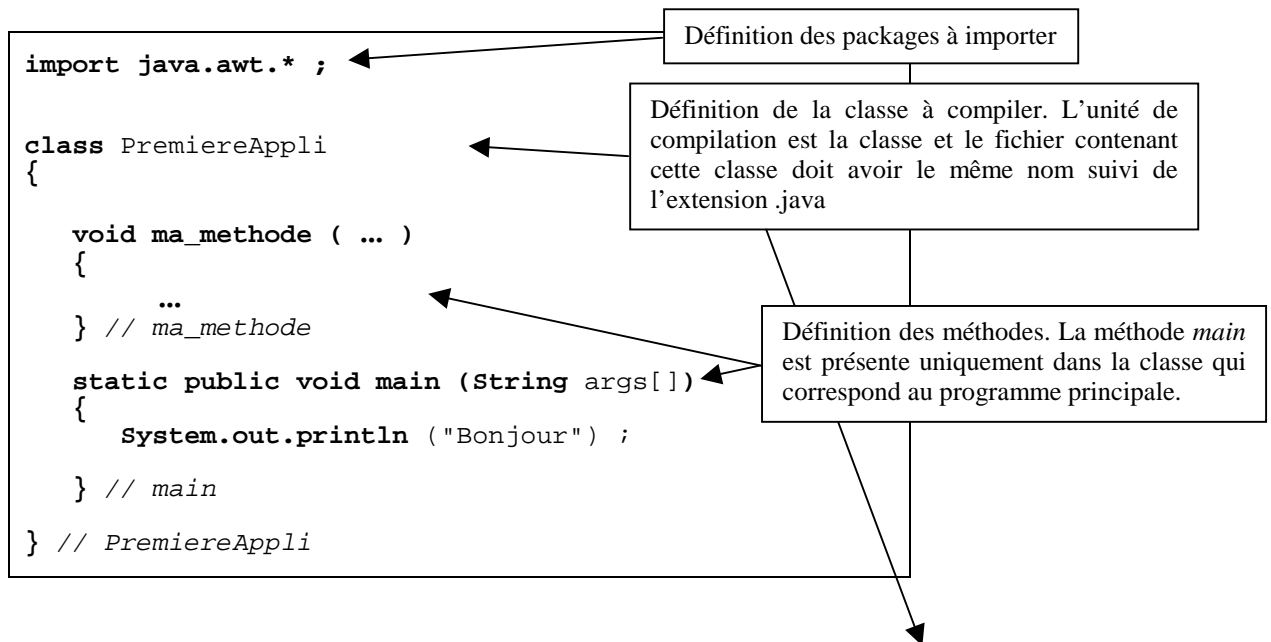 Définition des packages à importer
import java.awt.* ;
Définition de la classe à compiler. L'unité de
compilation est la classe et le fichier contenant
cette classe doit avoir le même nom suivi de
l'extension .java
class PremiereAppli
{
void ma_methode ( … )
{
…
} // ma_methode
Définition des méthodes. La méthode main
est présente uniquement dans la classe qui
correspond au programme principale.
static public void main (String args[])
{
System.out.println ("Bonjour") ;
} // main
} // PremiereAppli